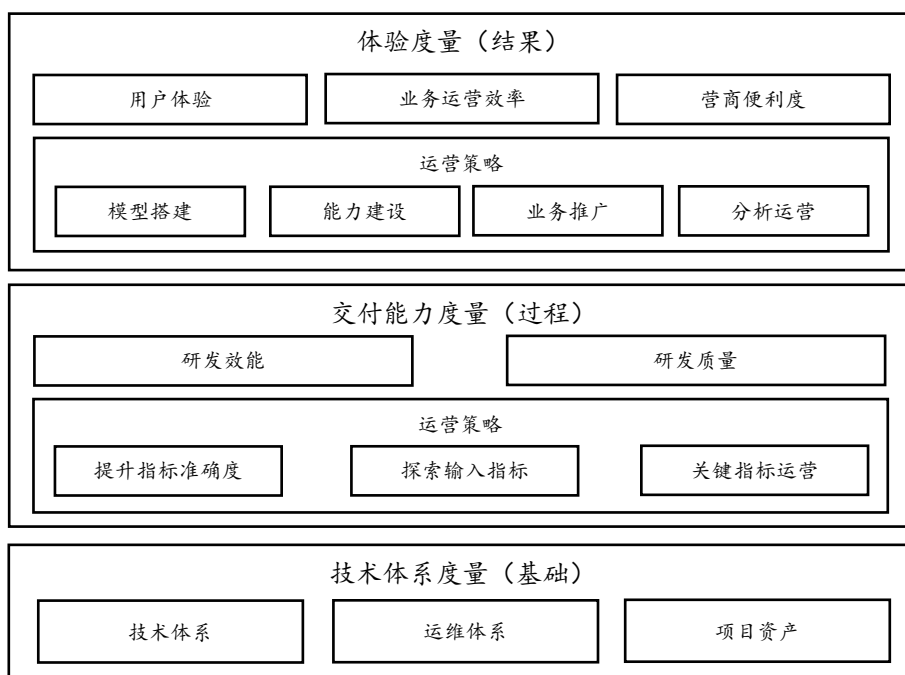 体验度量（结果）
用户体验 业务运营效率 营商便利度
运营策略
模型搭建 能力建设 业务推广 分析运营
交付能力度量（过程）
研发效能 研发质量
运营策略
提升指标准确度 探索输入指标 关键指标运营
技术体系度量（基础）
技术体系 运维体系 项目资产